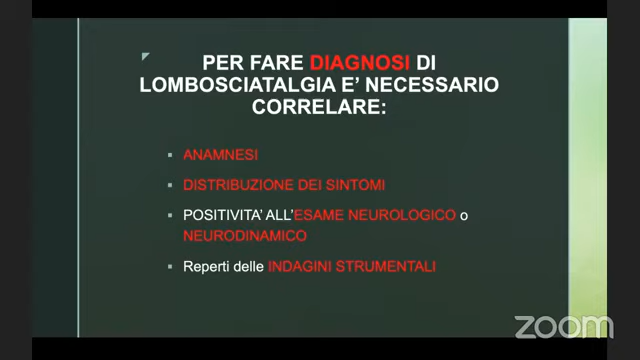 PER FARE DIAGNOSI DI
LOMBOSCIATALGIA E' NECESSARIO
CORRELARE:
ANAMNESI
DISTRIBUZIONE DEI SINTOMI
POSITIVITA' ALL'ESAME NEUROLOGICO o
NEURODINAMICO
Reperti delle INDAGINI STRUMENTALI
zoom